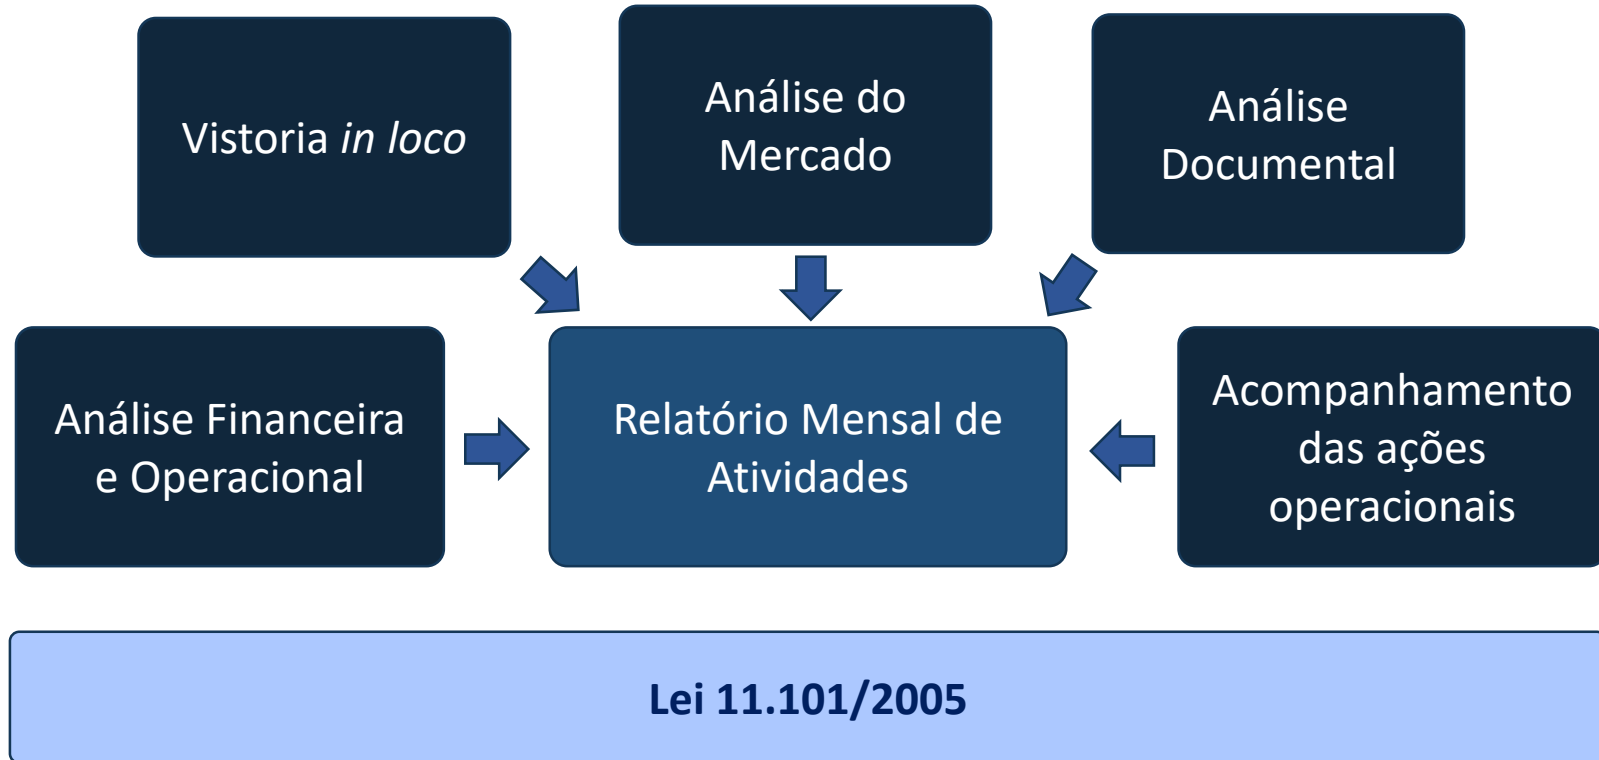 Vistoria in loco
Análise do
Mercado
Análise
Documental
Análise Financeira
e Operacional
Relatório Mensal de
Atividades
Acompanhamento
das ações
operacionais
Lei 11.101/2005